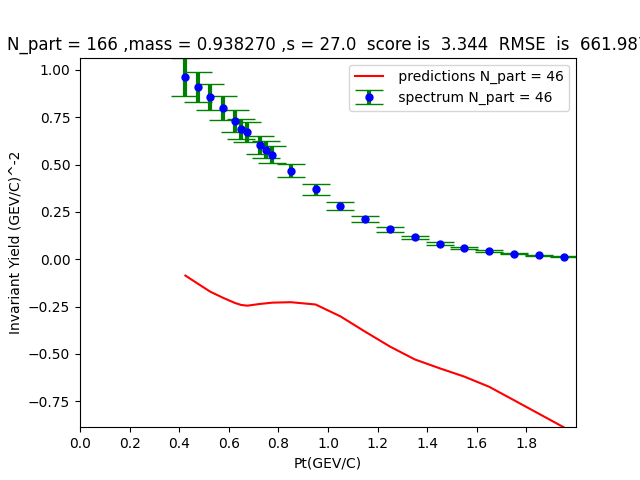 N_part = 166 ,mass = 0.938270 ,s = 27.0  score is  3.344  RMSE  is  661.987
predictions N_part = 46
spectrum N_part = 46
Invariant Yield (GEV/C)^-2
1.00
0.75
0.50
0.25
0.00
−0.25
−0.50
−0.75
0.0 0.2 0.4 0.6 0.8 1.0 1.2 1.4 1.6 1.8
Pt(GEV/C)